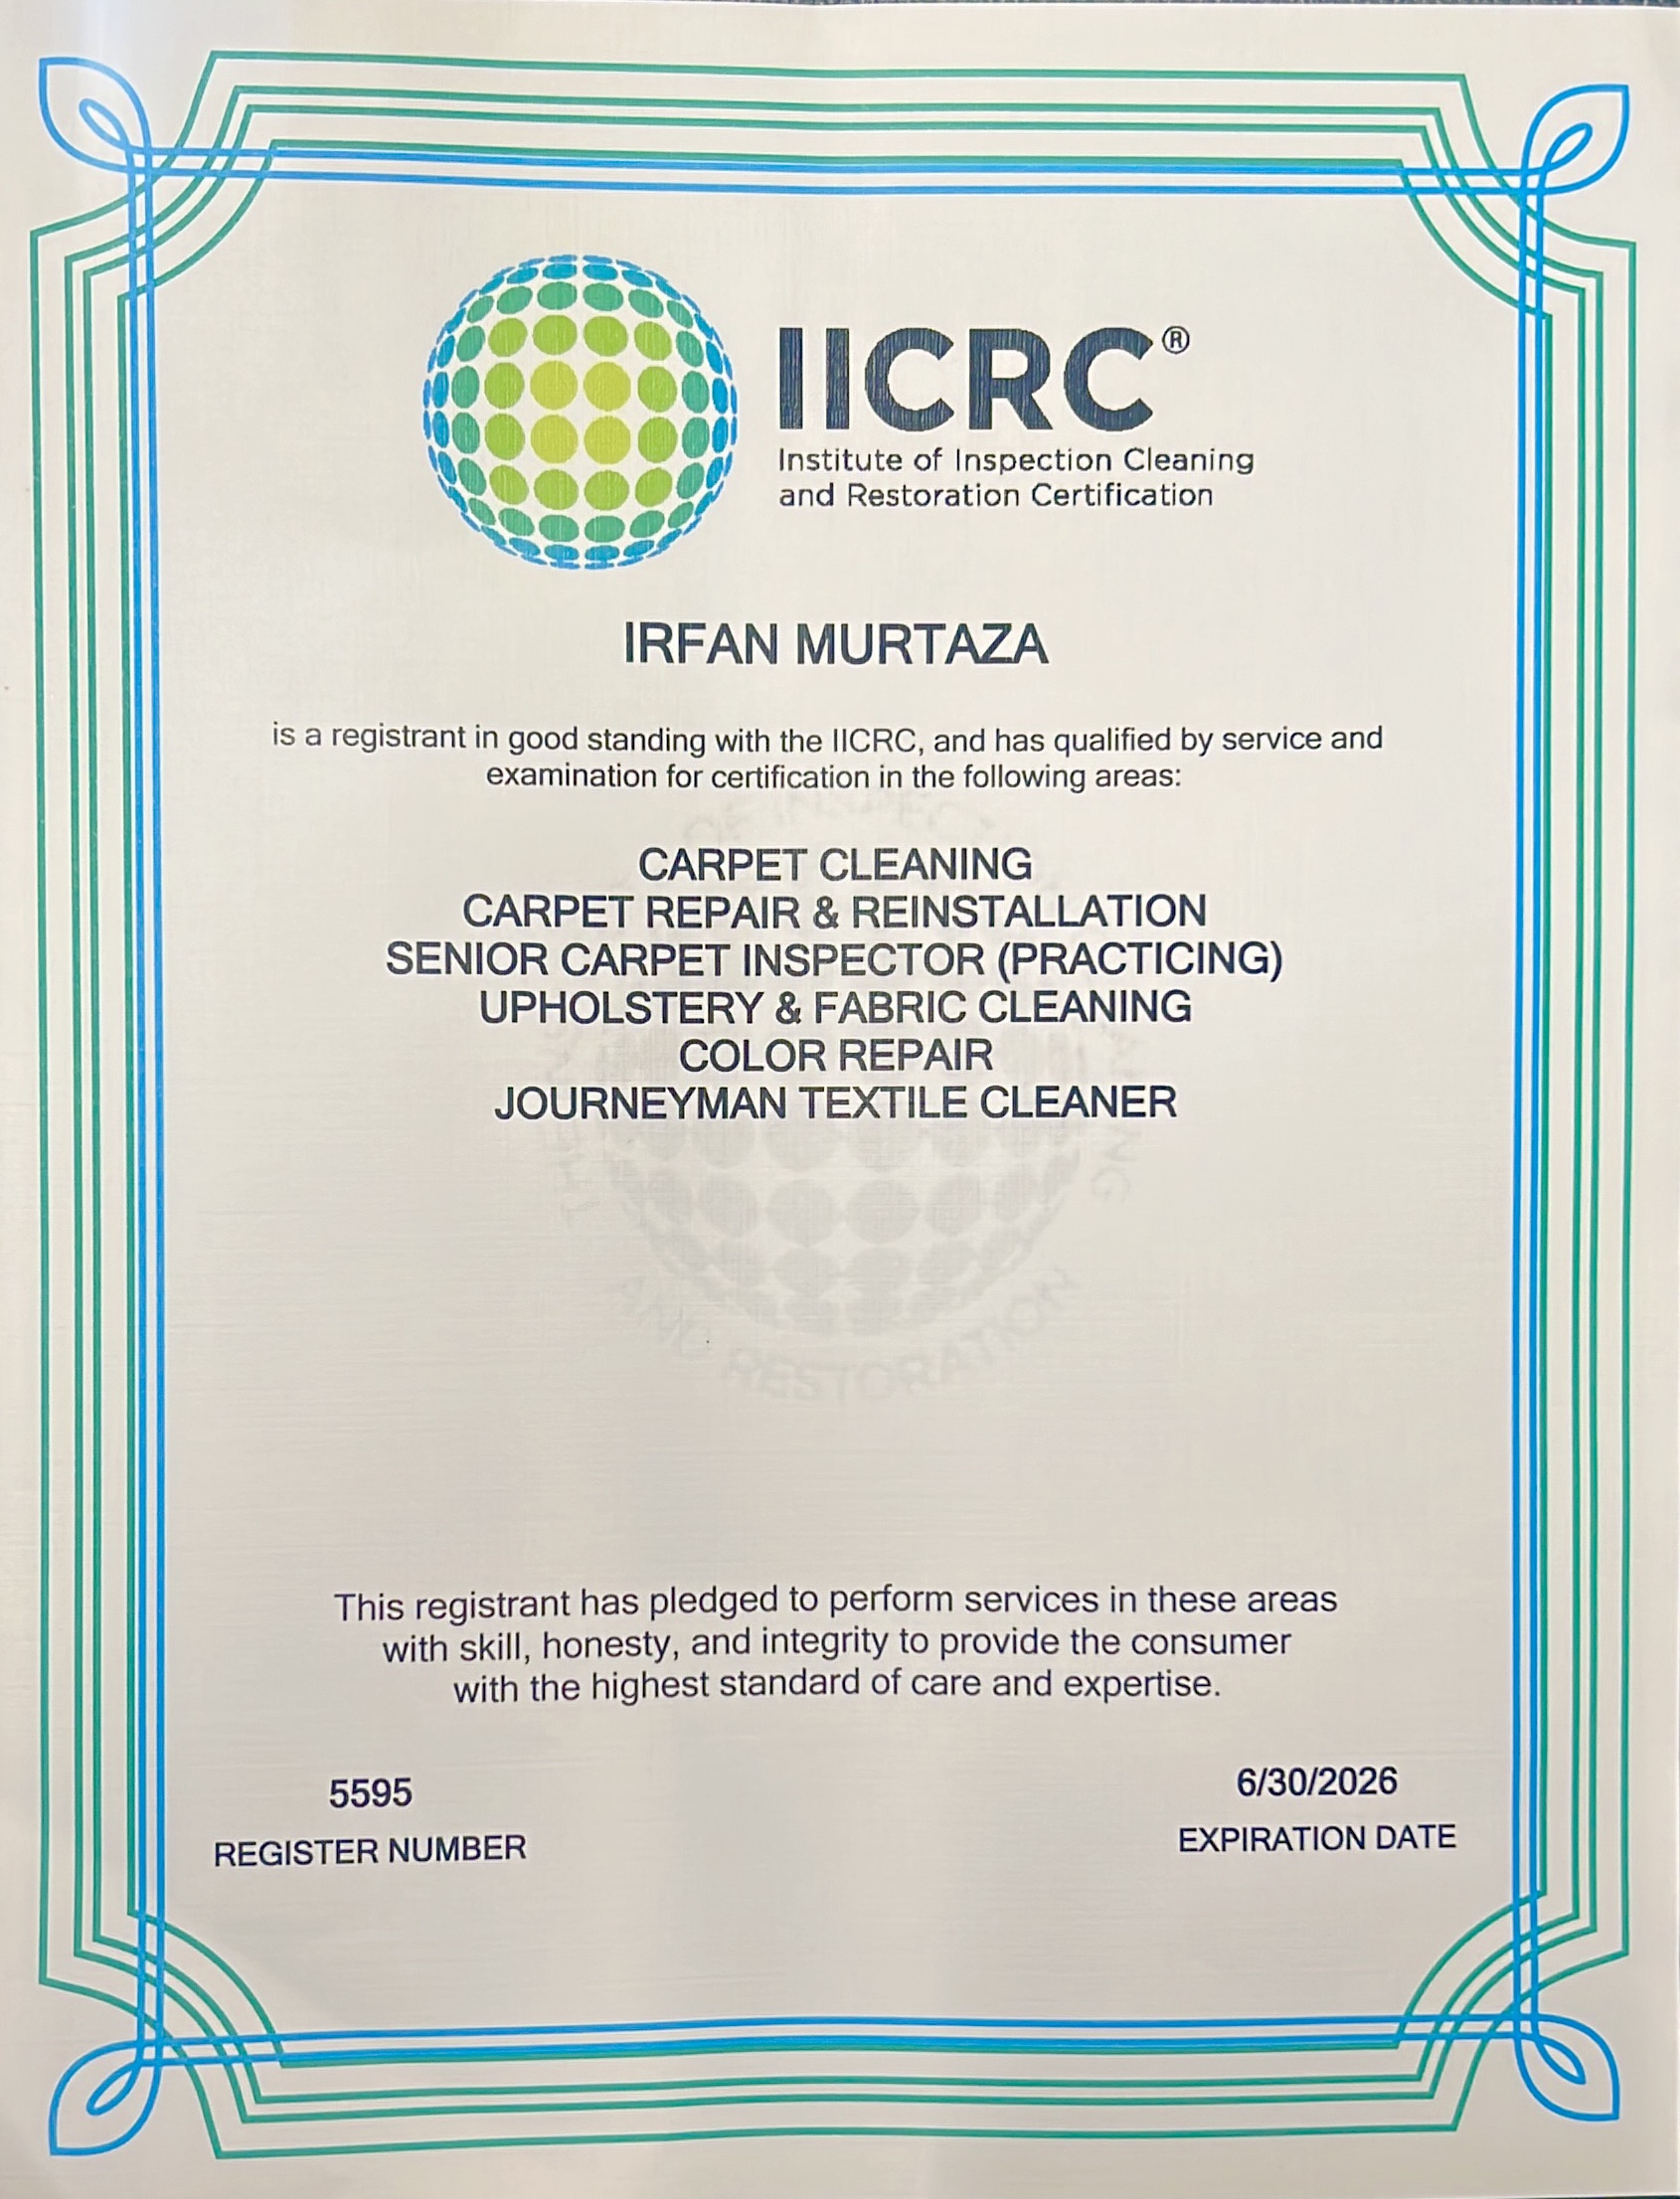 IICRC®
Institute of Inspection Cleaning
and Restoration Certification
IRFAN MURTAZA
is a registrant in good standing with the IICRC, and has qualified by service and
examination for certification in the following areas:
CARPET CLEANING
CARPET REPAIR & REINSTALLATION
SENIOR CARPET INSPECTOR (PRACTICING)
UPHOLSTERY & FABRIC CLEANING
COLOR REPAIR
JOURNEYMAN TEXTILE CLEANER
AND RESTORATION
This registrant has pledged to perform services in these areas
with skill, honesty, and integrity to provide the consumer
with the highest standard of care and expertise.
5595
REGISTER NUMBER
6/30/2026
EXPIRATION DATE